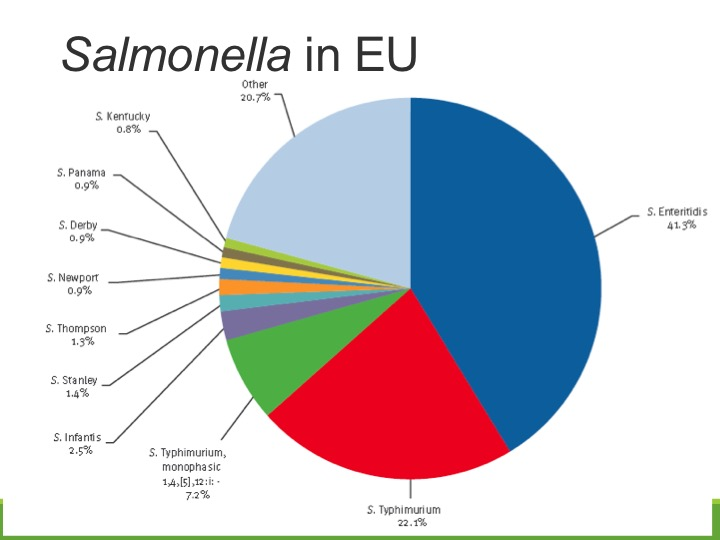 Salmonella in EU
Other
20.7%
S. Kentucky
0.8%
S. Panama
0.9%
S. Derby
0.9%
S. Newport
0.9%
S. Thompson
1.3%
S. Stanley
1.4%
S. Infantis
2.5%
S. Typhimurium,
monophasic
1,4,[5],12:i: -
7.2%
S. Typhimurium
22.1%
S. Enteritidis
41.3%